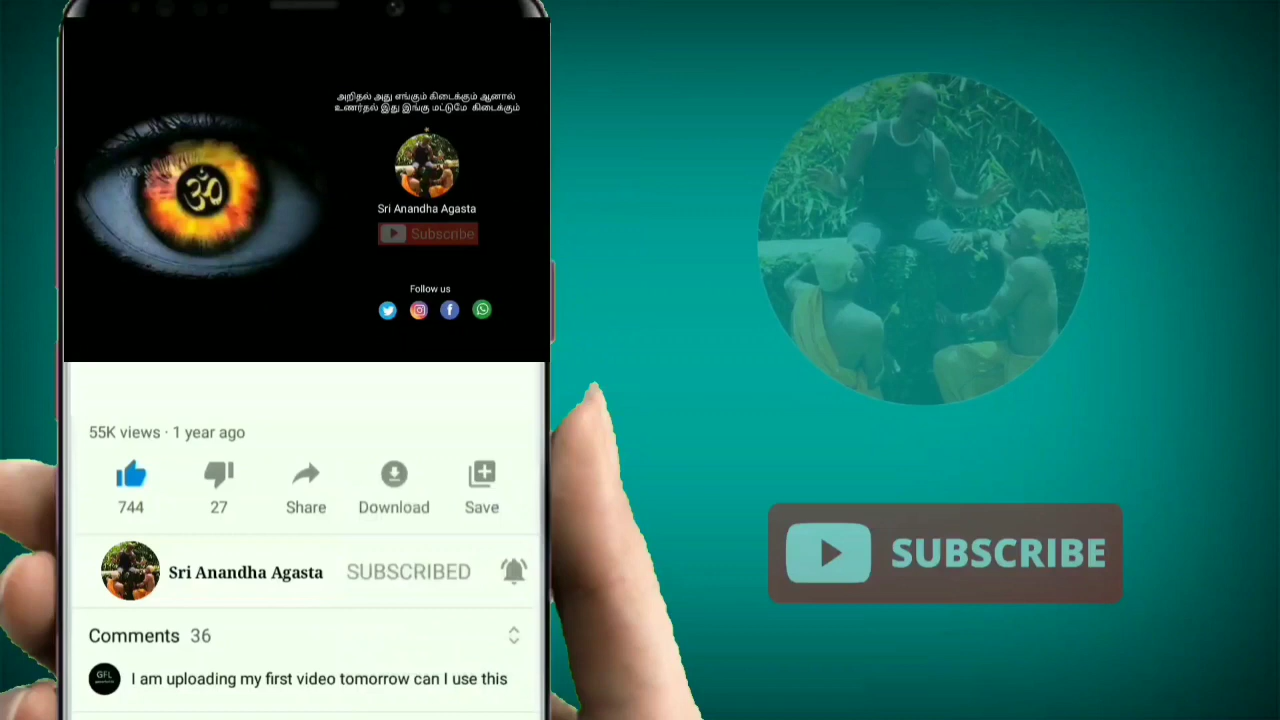 அறிதல் அது எங்கும் கிடைக்கும் ஆனால்
உணர்தல் இது இங்கு மட்டுமே கிடைக்கும்
Sri Anandha Agasta
Subscribe
Follow us
55K views · 1 year ago
744
27
Share
Download
Save
Sri Anandha Agasta
SUBSCRIBED
Comments 36
GFL
I am uploading my first video tomorrow can I use this
SUBSCRIBE